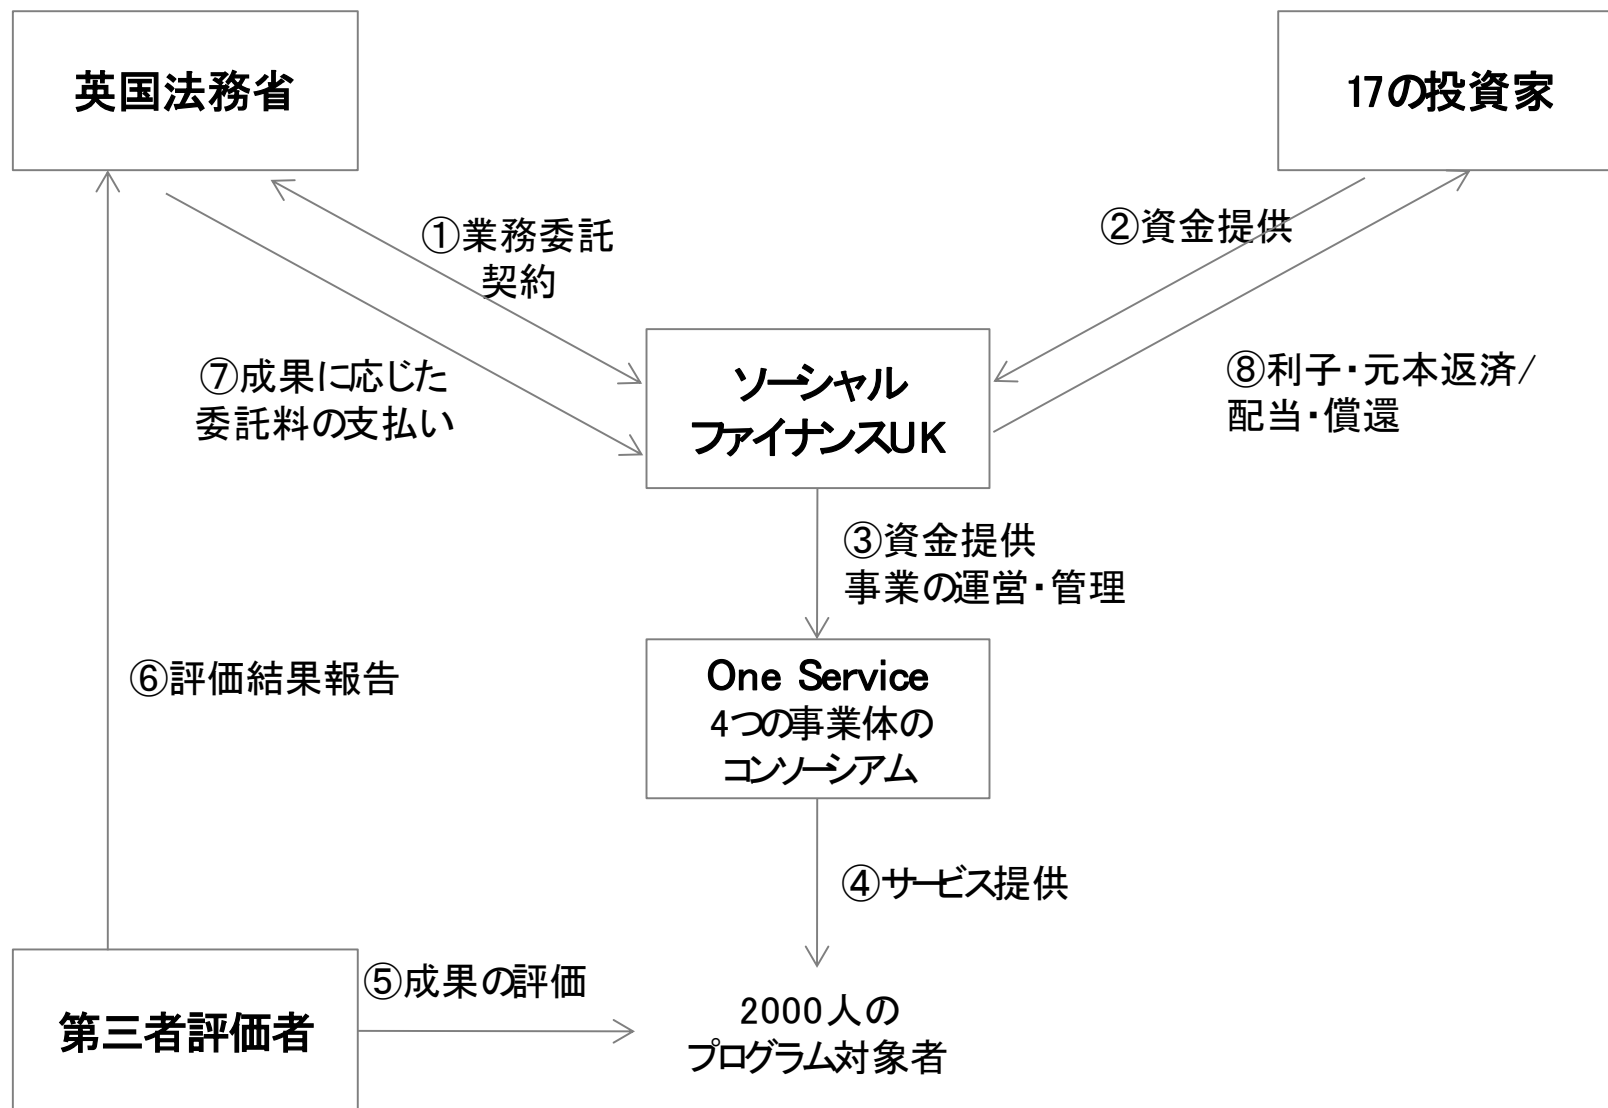 英国法務省
17の投資家
①業務委託
契約
②資金提供
⑦成果に応じた
委託料の支払い
ソーシャル
ファイナンスUK
⑧利子・元本返済/
配当・償還
③資金提供
事業の運営・管理
⑥評価結果報告
One Service
4つの事業体の
コンソーシアム
④サービス提供
第三者評価者
⑤成果の評価
2000人の
プログラム対象者